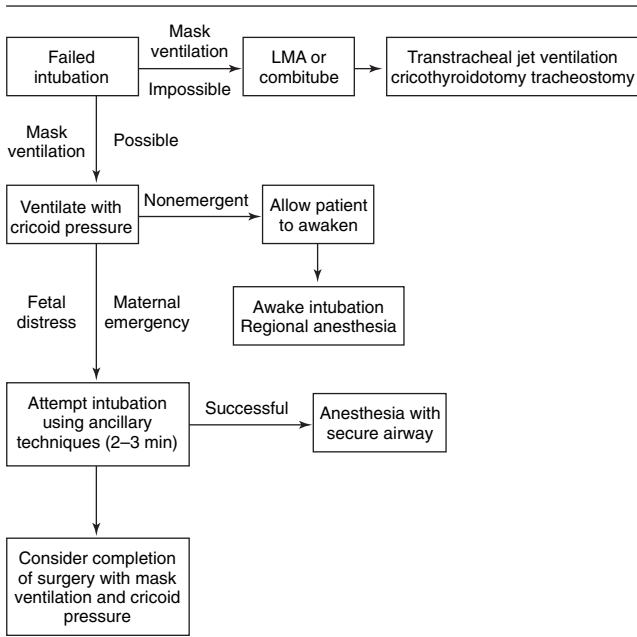 Failed
intubation
Mask
ventilation
Impossible
LMA or
combitube
Transtracheal jet ventilation
cricothyroidotomy tracheostomy
Mask
ventilation
Possible
Ventilate with
cricoid pressure
Nonemergent
Allow patient
to awaken
Awake intubation
Regional anesthesia
Fetal
distress
Maternal
emergency
Attempt intubation
using ancillary
techniques (2–3 min)
Successful
Anesthesia with
secure airway
Consider completion
of surgery with mask
ventilation and cricoid
pressure